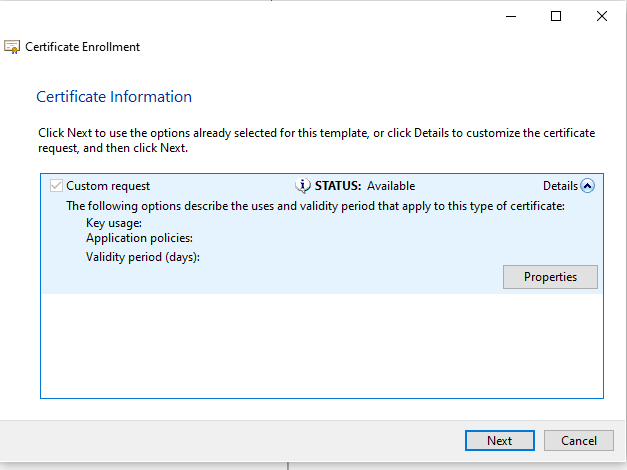 Certificate Enrollment
Certificate Information
Click Next to use the options already selected for this template, or click Details to customize the certificate
request, and then click Next.
Custom request STATUS: Available Details
The following options describe the uses and validity period that apply to this type of certificate:
Key usage:
Application policies:
Validity period (days):
Properties
Next Cancel